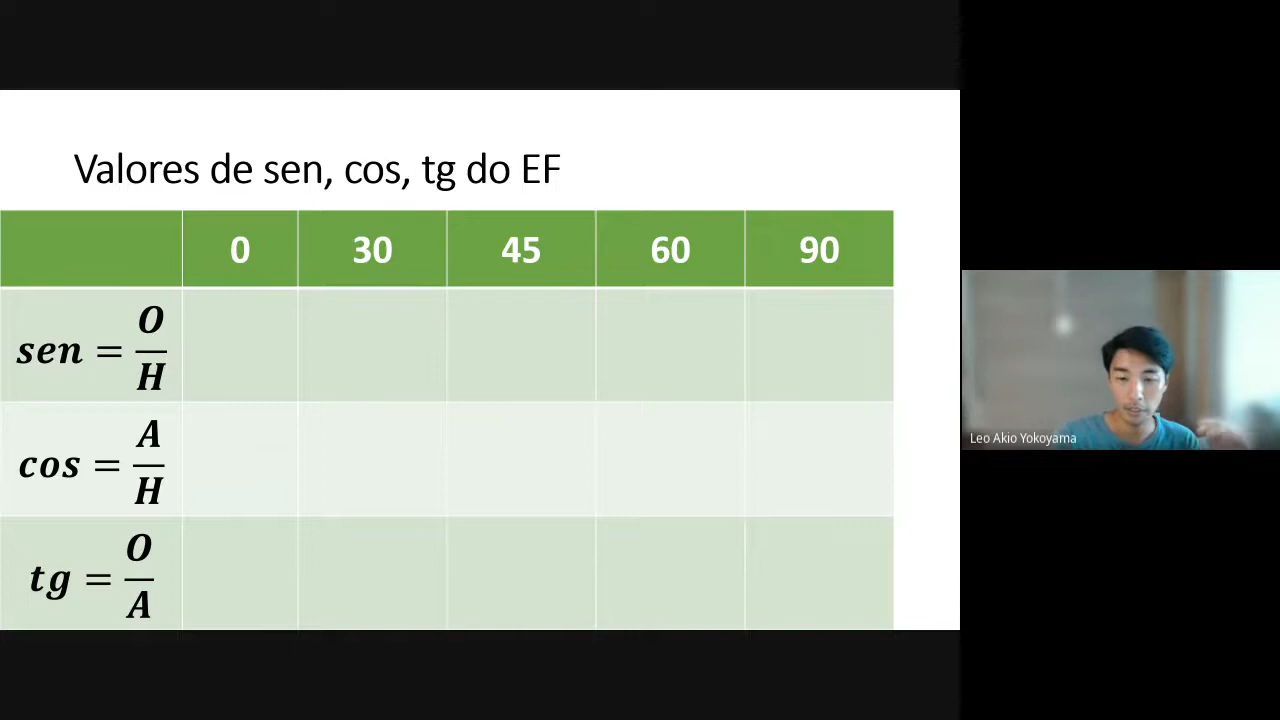 Valores de sen, cos, tg do EF
0 30 45 60 90
sen = O/H
cos = A/H
tg = O/A
Leo Akio Yokoyama